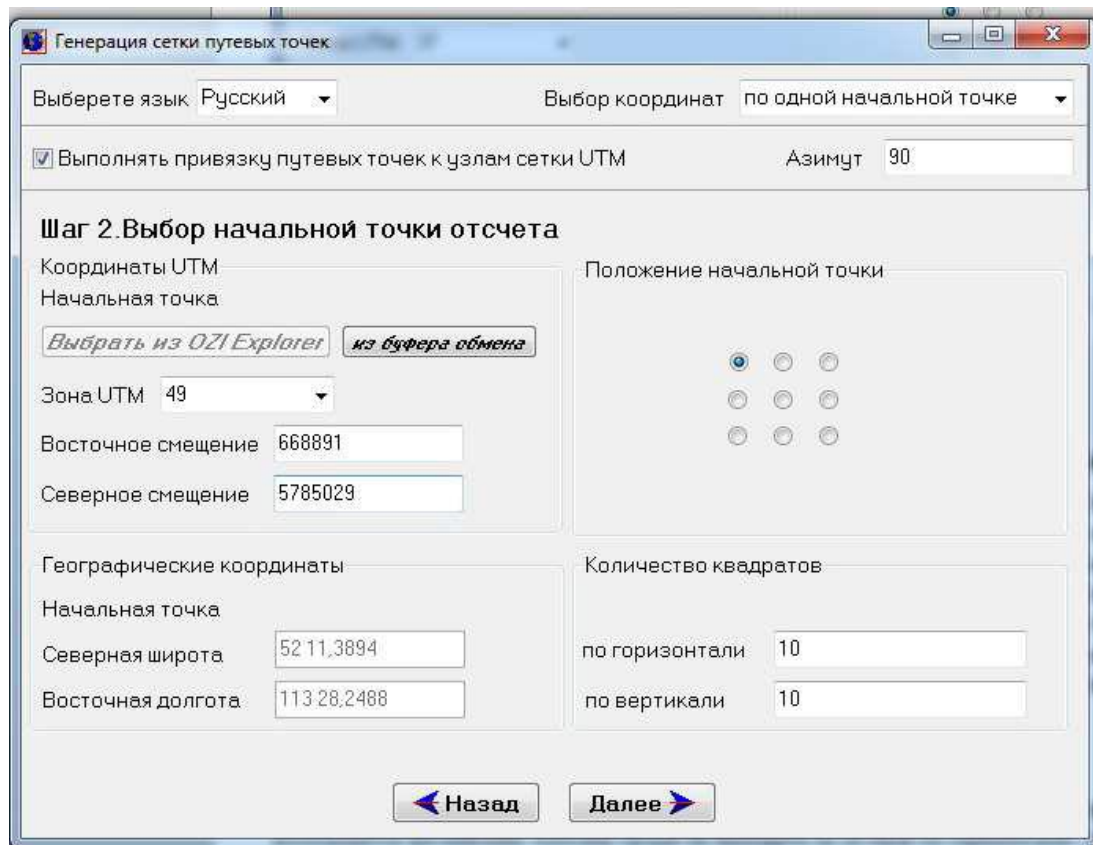 Генерация сетки путевых точек
Выберете язык Русский Выбор координат по одной начальной точке
Выполнять привязку путевых точек к узлам сетки UTM Азимут 90
Шаг 2.Выбор начальной точки отсчета
Координаты UTM
Начальная точка
Выбрать из OZI Explorer из буфера обмена
Зона UTM 49
Восточное смещение 668891
Северное смещение 5785029
Положение начальной точки
Географические координаты
Начальная точка
Северная широта 52 11,3894
Восточная долгота 113 28,2488
Количество квадратов
по горизонтали 10
по вертикали 10
Назад Далее